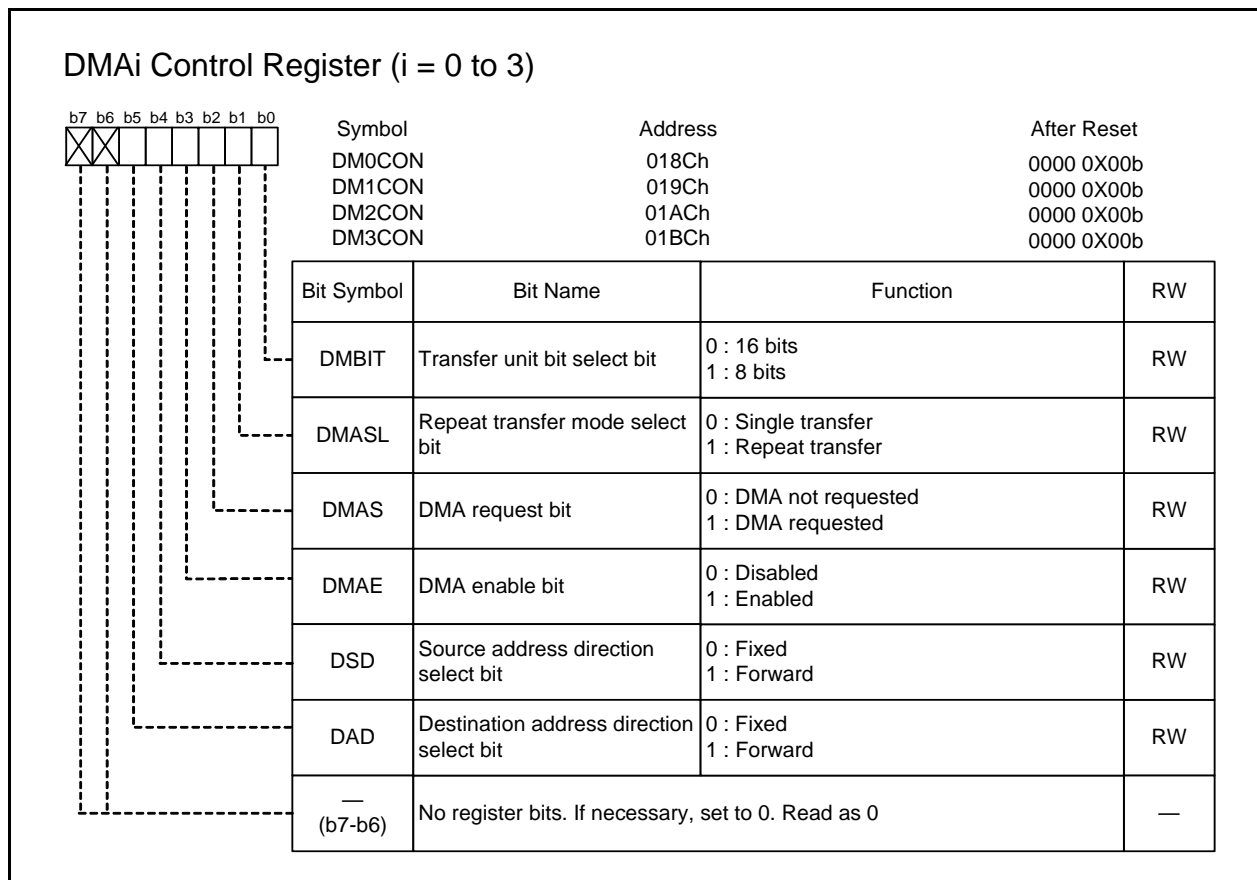 DMAi Control Register (i = 0 to 3)
b7 b6 b5 b4 b3 b2 b1 b0
Symbol Address After Reset
DM0CON 018Ch 0000 0X00b
DM1CON 019Ch 0000 0X00b
DM2CON 01ACh 0000 0X00b
DM3CON 01BCh 0000 0X00b
Bit Symbol Bit Name Function RW
DMBIT Transfer unit bit select bit 0 : 16 bits RW
1 : 8 bits
DMASL Repeat transfer mode select 0 : Single transfer RW
bit 1 : Repeat transfer
DMAS DMA request bit 0 : DMA not requested RW
1 : DMA requested
DMAE DMA enable bit 0 : Disabled RW
1 : Enabled
DSD Source address direction 0 : Fixed RW
select bit 1 : Forward
DAD Destination address direction 0 : Fixed RW
select bit 1 : Forward
— No register bits. If necessary, set to 0. Read as 0 —
(b7-b6)